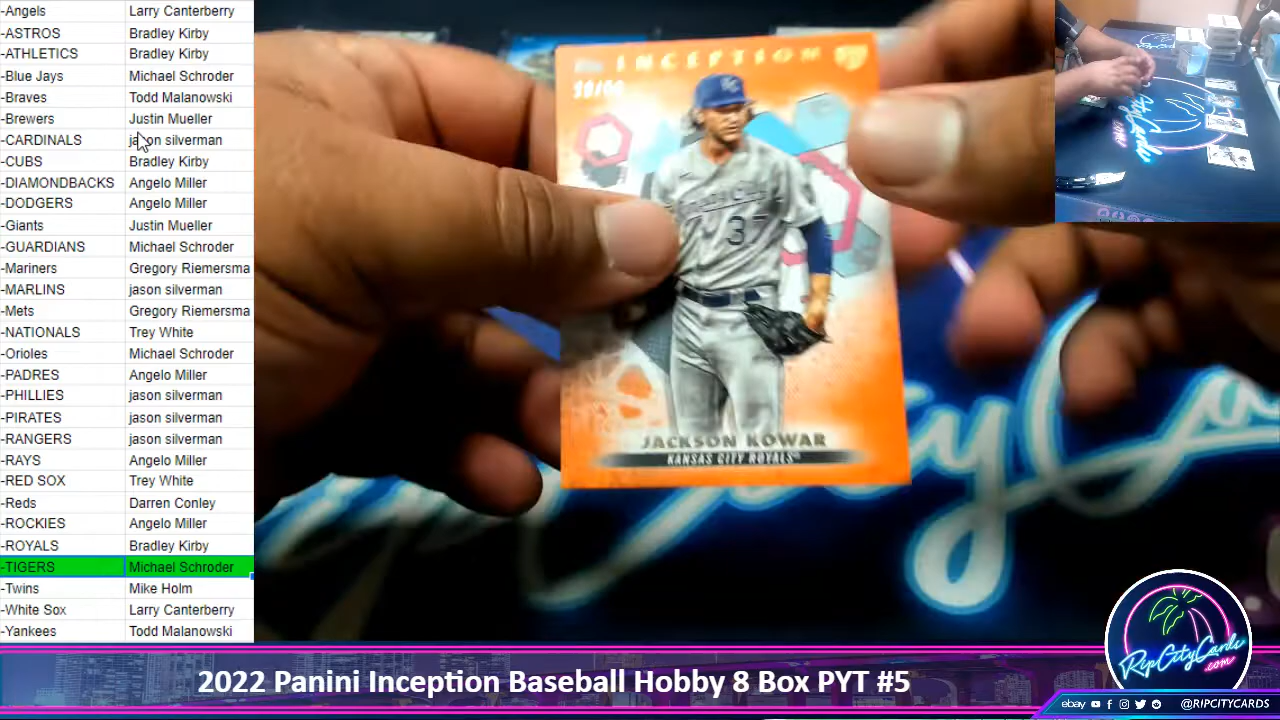 -Angels Larry Canterberry
-ASTROS Bradley Kirby
-ATHLETICS Bradley Kirby
-Blue Jays Michael Schroder
-Braves Todd Malanowski
-Brewers Justin Mueller
-CARDINALS jason silverman
-CUBS Bradley Kirby
-DIAMONDBACKS Angelo Miller
-DODGERS Angelo Miller
-Giants Justin Mueller
-GUARDIANS Michael Schroder
-Mariners Gregory Riemersma
-MARLINS jason silverman
-Mets Gregory Riemersma
-NATIONALS Trey White
-Orioles Michael Schroder
-PADRES Angelo Miller
-PHILLIES jason silverman
-PIRATES jason silverman
-RANGERS jason silverman
-RAYS Angelo Miller
-RED SOX Trey White
-Reds Darren Conley
-ROCKIES Angelo Miller
-ROYALS Bradley Kirby
-TIGERS Michael Schroder
-Twins Mike Holm
-White Sox Larry Canterberry
-Yankees Todd Malanowski
INCEPTION
37
JACKSON KOWAR
KANSAS CITY ROYALS
RipCityCards
.com
2022 Panini Inception Baseball Hobby 8 Box PYT #5
ebay @RIPCITYCARDS